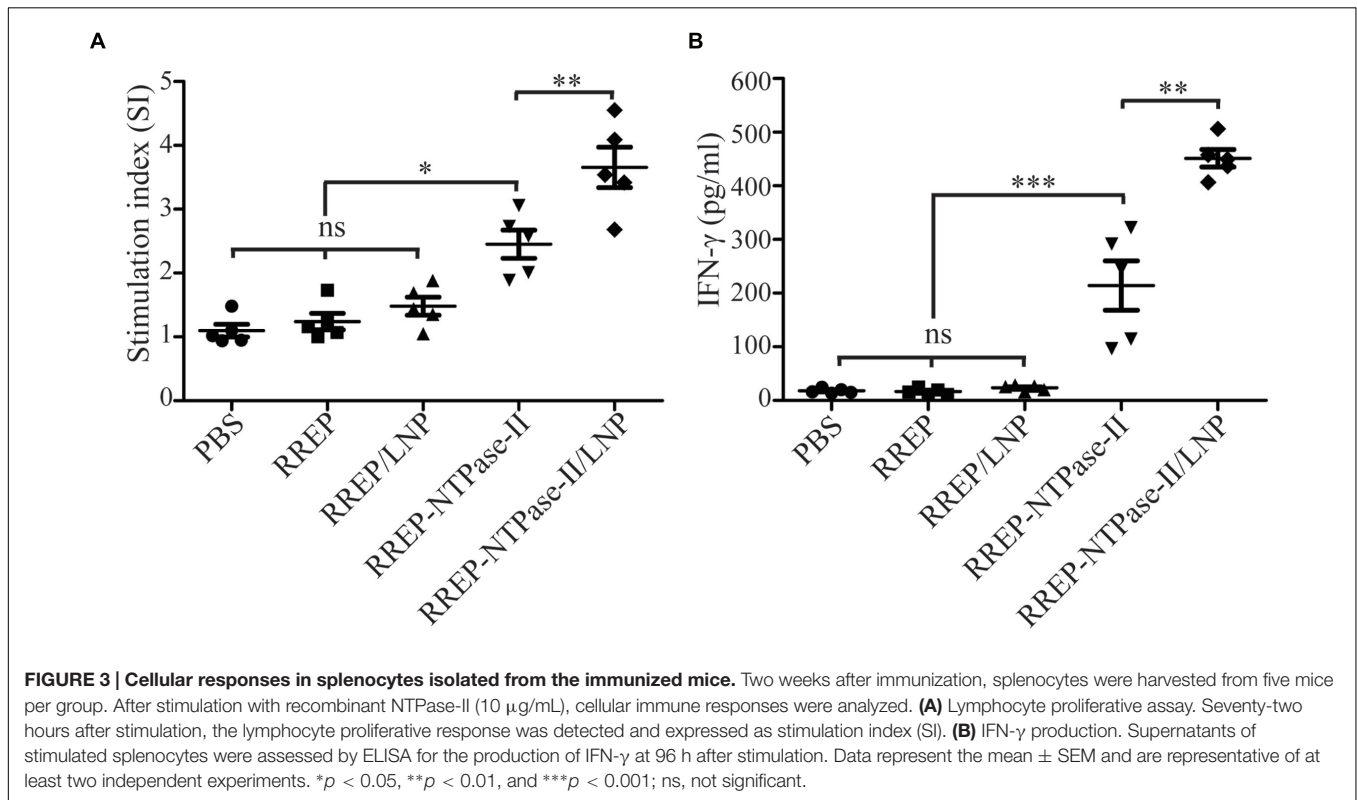 A
Stimulation index (SI)
5
4
3
2
1
0
ns
*
**
PBS
RREP
RREP/LNP
RREP-NTPase-II
RREP-NTPase-II/LNP
B
IFN-γ (pg/ml)
600
500
400
300
200
100
0
ns
***
**
PBS
RREP
RREP/LNP
RREP-NTPase-II
RREP-NTPase-II/LNP
FIGURE 3 | Cellular responses in splenocytes isolated from the immunized mice. Two weeks after immunization, splenocytes were harvested from five mice
per group. After stimulation with recombinant NTPase-II (10 μg/mL), cellular immune responses were analyzed. (A) Lymphocyte proliferative assay. Seventy-two
hours after stimulation, the lymphocyte proliferative response was detected and expressed as stimulation index (SI). (B) IFN-γ production. Supernatants of
stimulated splenocytes were assessed by ELISA for the production of IFN-γ at 96 h after stimulation. Data represent the mean ± SEM and are representative of at
least two independent experiments. *p < 0.05, **p < 0.01, and ***p < 0.001; ns, not significant.